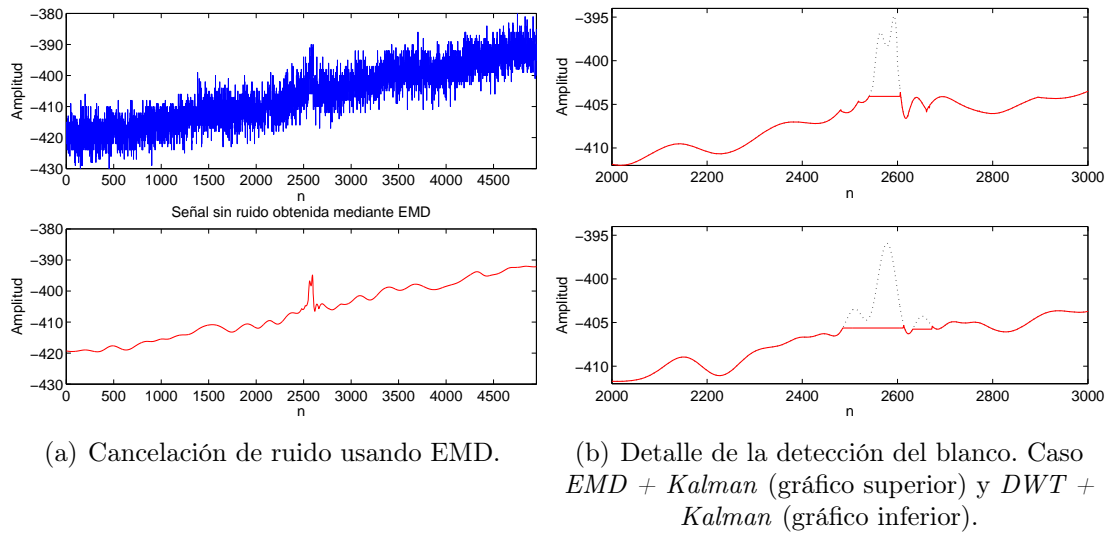 −380
−390
−400
−410
−420
−430
Amplitud
0 500 1000 1500 2000 2500 3000 3500 4000 4500
n
Señal sin ruido obtenida mediante EMD
−380
−390
−400
−410
−420
−430
Amplitud
0 500 1000 1500 2000 2500 3000 3500 4000 4500
n
(a) Cancelación de ruido usando EMD.
−395
−400
−405
−410
Amplitud
2000 2200 2400 2600 2800 3000
n
−395
−400
−405
−410
Amplitud
2000 2200 2400 2600 2800 3000
n
(b) Detalle de la detección del blanco. Caso
EMD + Kalman (gráfico superior) y DWT +
Kalman (gráfico inferior).